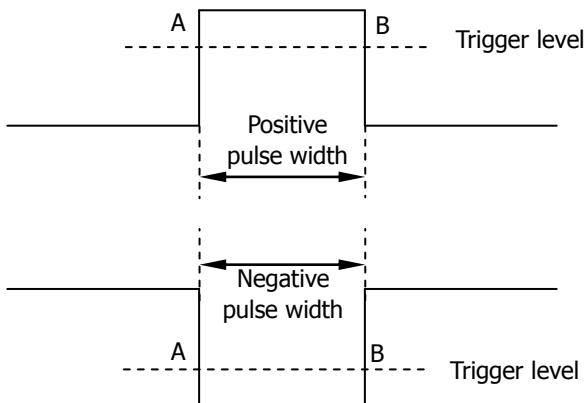 A
B
Trigger level
Positive
pulse width
Negative
pulse width
A
B
Trigger level